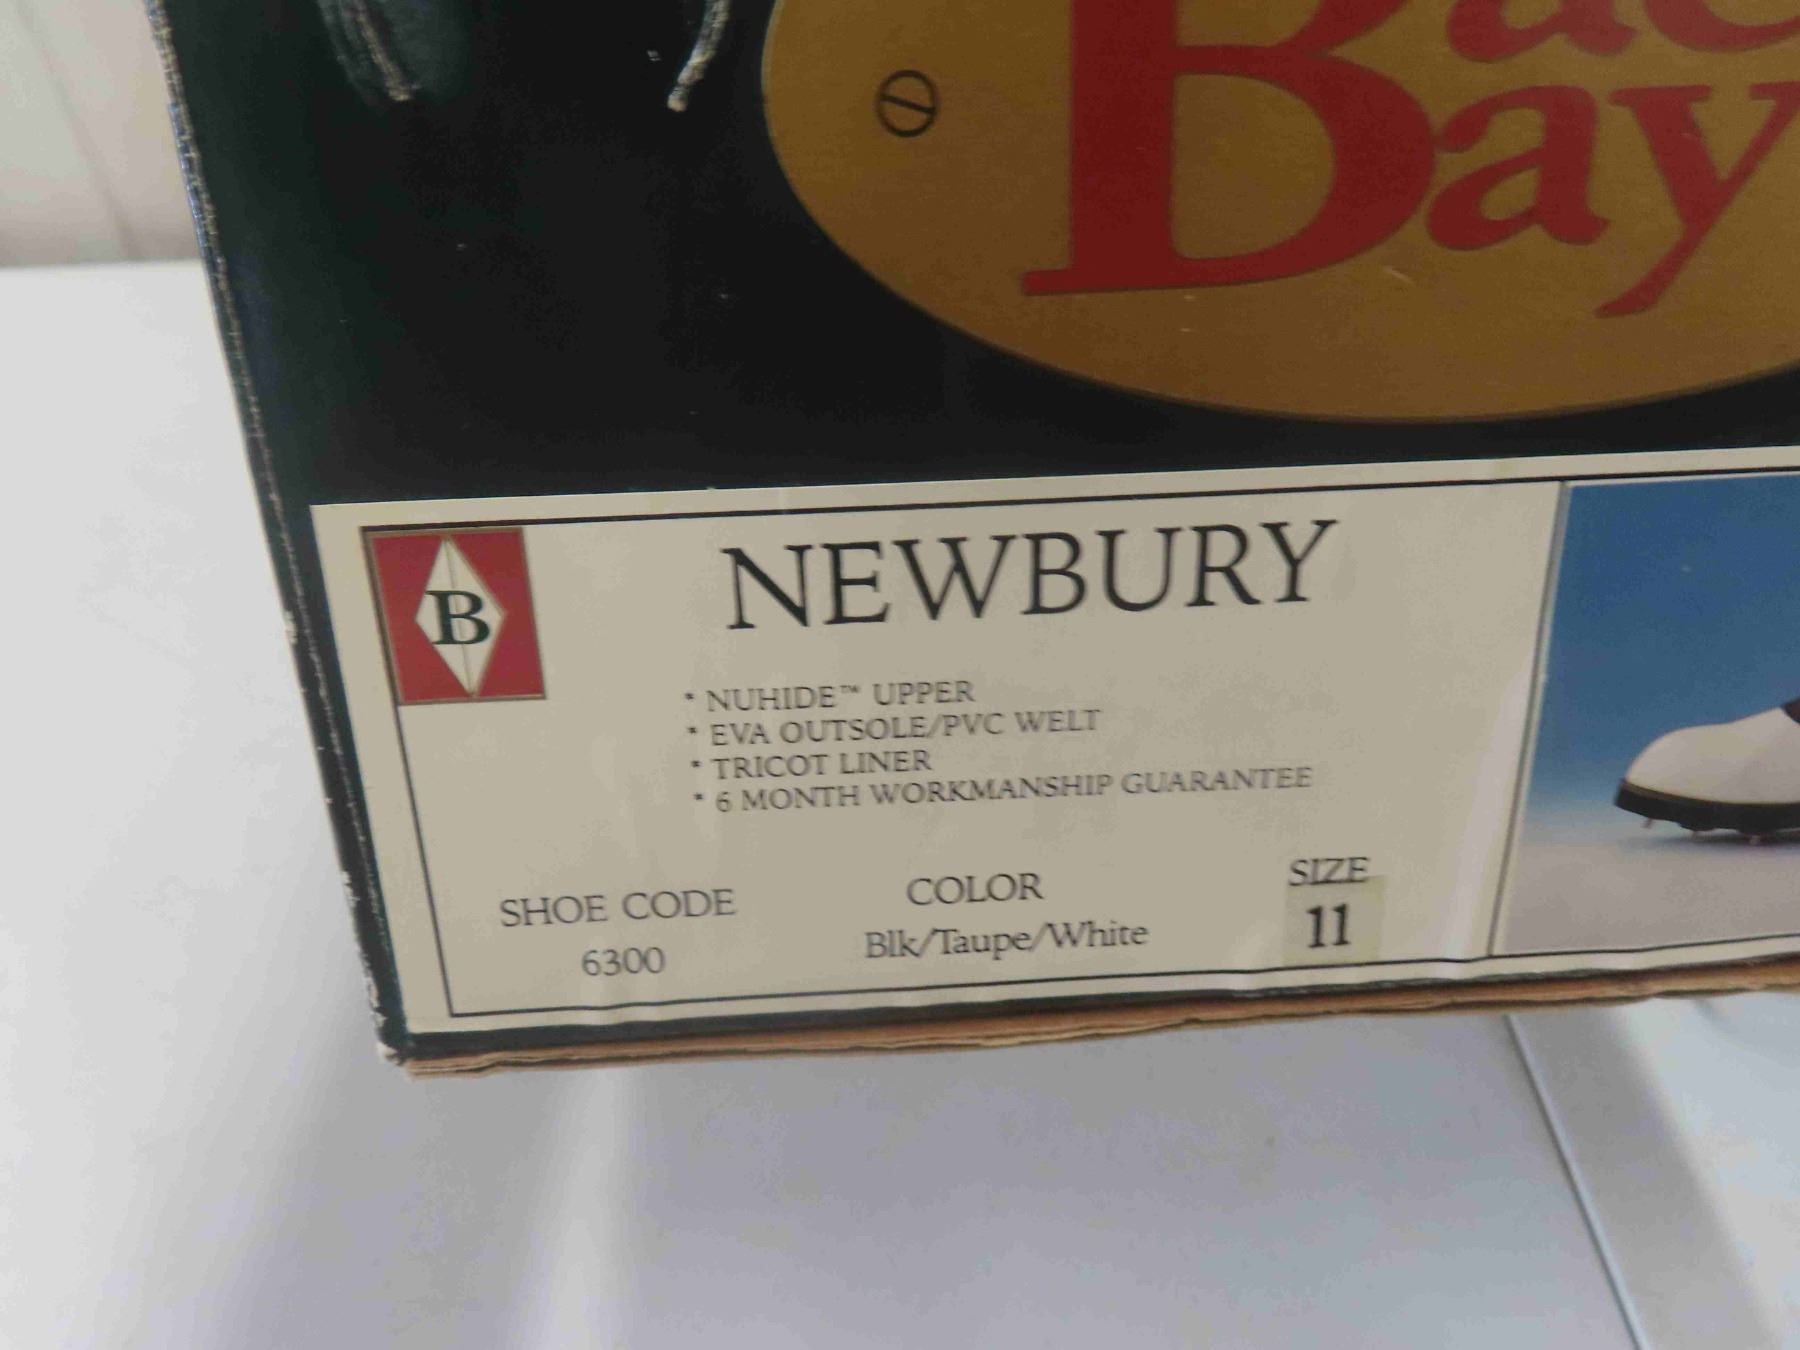 Bay
B
NEWBURY
* NUHIDE™ UPPER
* EVA OUTSOLE/PVC WELT
* TRICOT LINER
* 6 MONTH WORKMANSHIP GUARANTEE
SHOE CODE
COLOR
SIZE
6300
Blk/Taupe/White
11